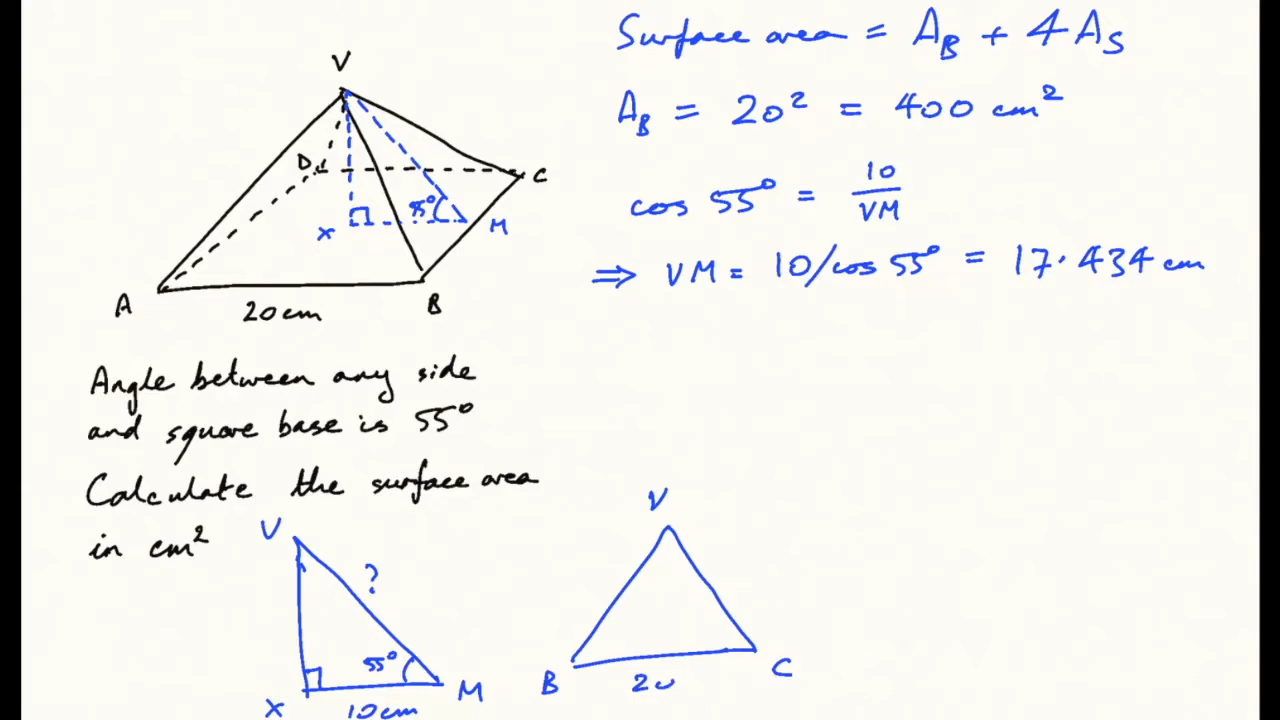 Surface area = A_B + 4A_S
A_B = 20² = 400 cm²
cos 55° = 10/VM
⇒ VM = 10/cos 55° = 17.434 cm
V
D
C
55°
X
M
A
B
20cm
Angle between any side
and square base is 55°
Calculate the surface area
in cm²
V
?
55°
X
M
10cm
V
B
C
20